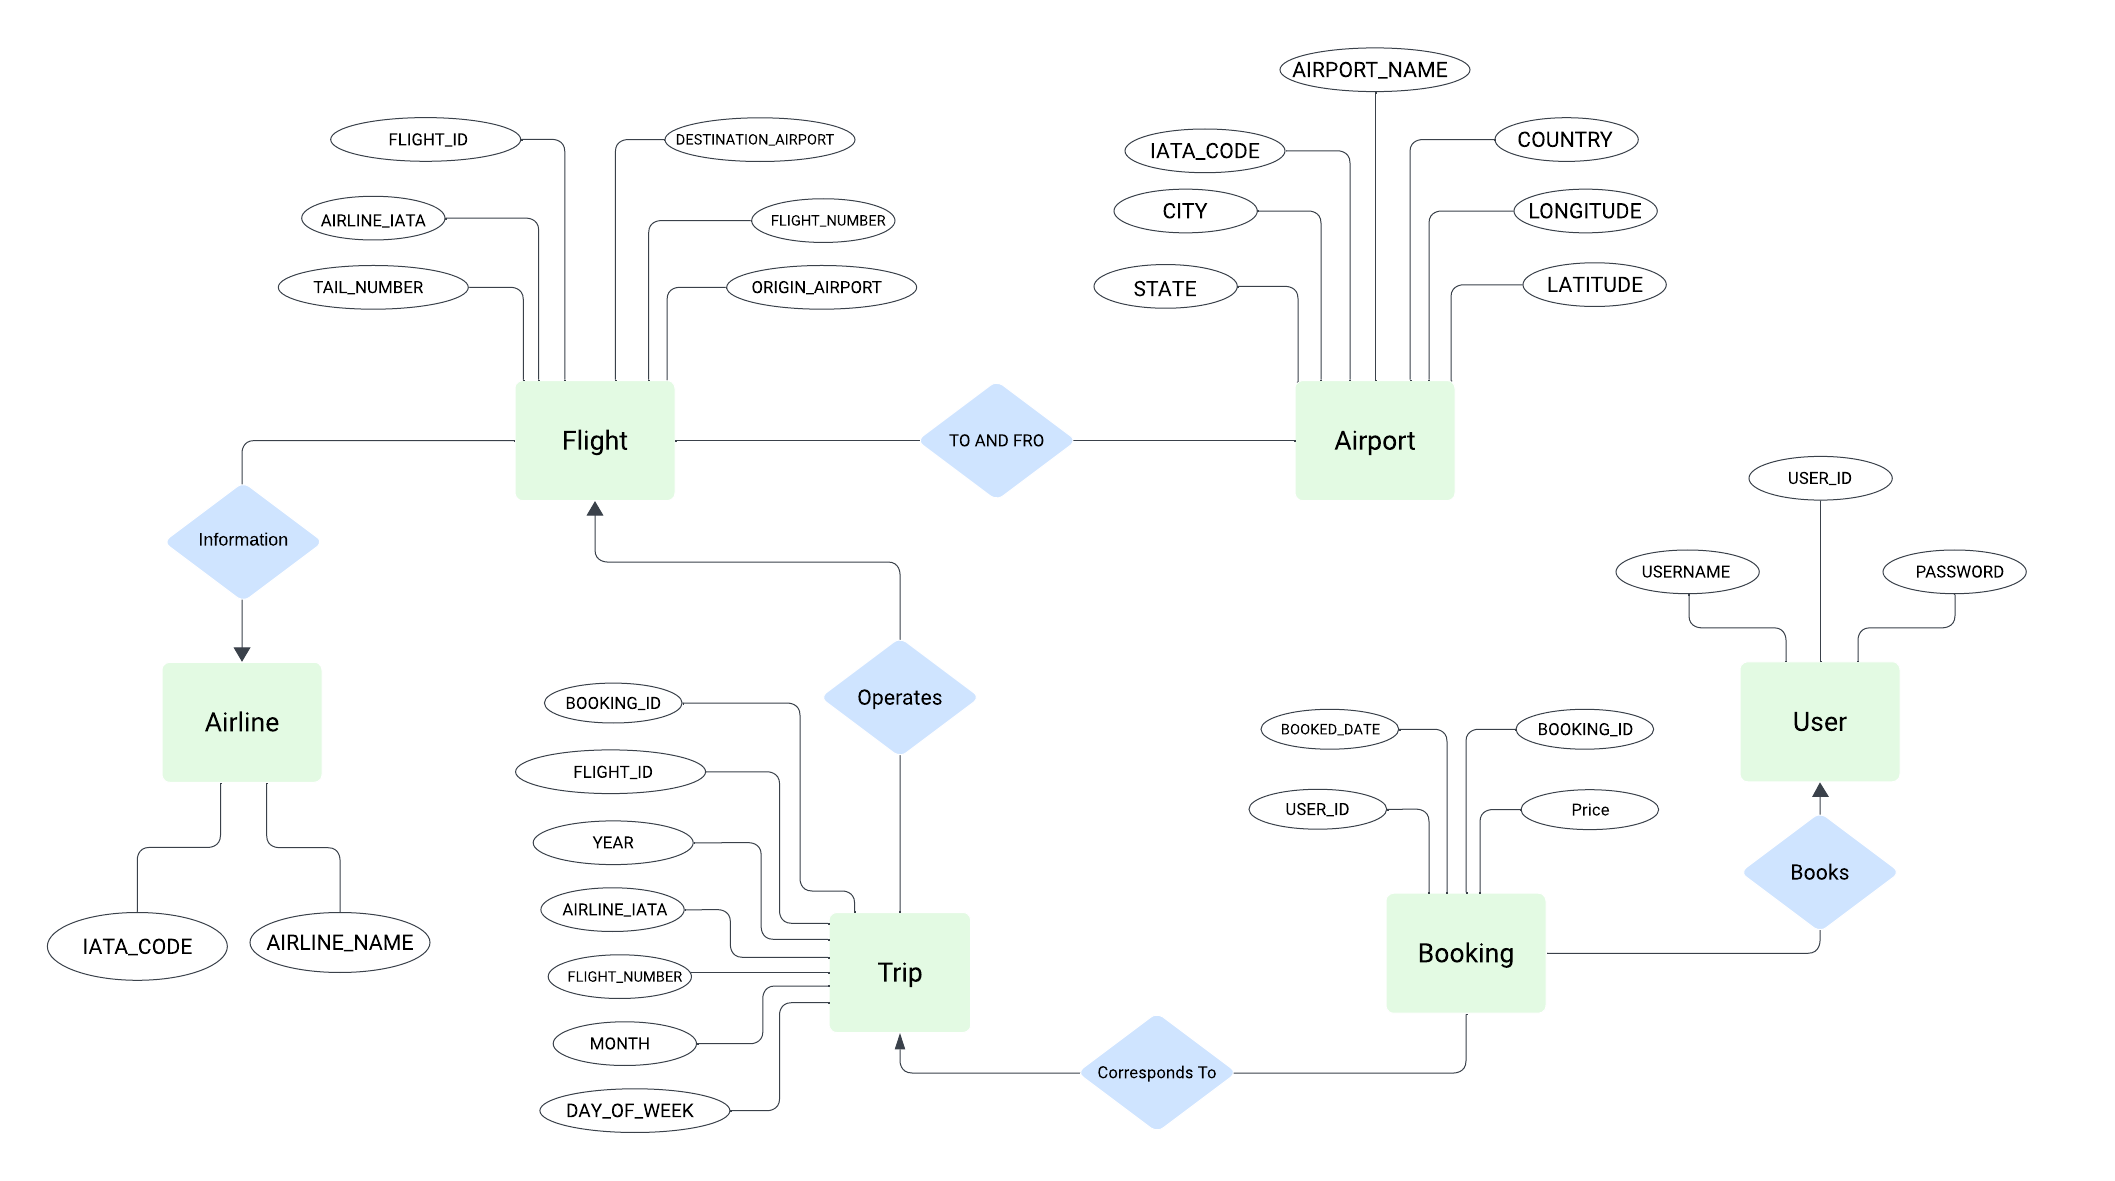 AIRPORT_NAME
FLIGHT_ID
DESTINATION_AIRPORT
IATA_CODE
COUNTRY
AIRLINE_IATA
FLIGHT_NUMBER
CITY
LONGITUDE
TAIL_NUMBER
ORIGIN_AIRPORT
STATE
LATITUDE
Flight
TO AND FRO
Airport
USER_ID
Information
USERNAME
PASSWORD
Airline
BOOKING_ID
Operates
User
BOOKED_DATE
BOOKING_ID
FLIGHT_ID
USER_ID
Price
YEAR
Books
AIRLINE_IATA
IATA_CODE
AIRLINE_NAME
FLIGHT_NUMBER
Trip
Booking
MONTH
Corresponds To
DAY_OF_WEEK